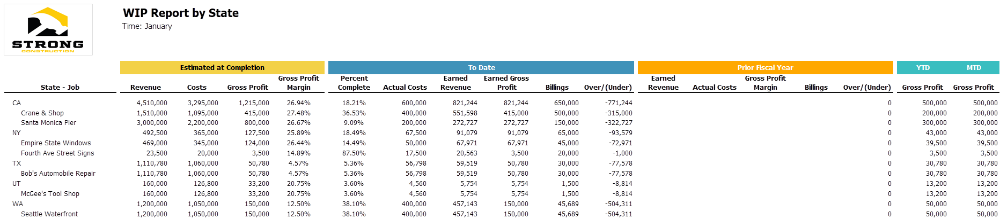 STRONG
CONSTRUCTION
WIP Report by State
Time: January
Estimated at Completion To Date Prior Fiscal Year YTD MTD
State - Job Revenue Costs Gross Profit Gross Profit Margin Percent Complete Actual Costs Earned Revenue Earned Gross Profit Billings Over/(Under) Earned Revenue Actual Costs Gross Profit Margin Billings Over/(Under) Gross Profit Gross Profit
CA 4,510,000 3,295,000 1,215,000 26.94% 18.21% 600,000 821,244 821,244 650,000 -771,244 0 500,000 500,000
Crane & Shop 1,510,000 1,095,000 415,000 27.48% 36.53% 400,000 551,598 415,000 500,000 -315,000 0 200,000 200,000
Santa Monica Pier 3,000,000 2,200,000 800,000 26.67% 9.09% 200,000 272,727 272,727 150,000 -322,727 0 300,000 300,000
NY 492,500 365,000 127,500 25.89% 18.49% 67,500 91,079 91,079 65,000 -93,579 0 43,000 43,000
Empire State Windows 469,000 345,000 124,000 26.44% 14.49% 50,000 67,971 67,971 45,000 -72,971 0 39,500 39,500
Fourth Ave Street Signs 23,500 20,000 3,500 14.89% 87.50% 17,500 20,563 3,500 20,000 -1,000 0 3,500 3,500
TX 1,110,780 1,060,000 50,780 4.57% 5.36% 56,798 59,519 50,780 30,000 -77,578 0 30,780 30,780
Bob's Automobile Repair 1,110,780 1,060,000 50,780 4.57% 5.36% 56,798 59,519 50,780 30,000 -77,578 0 30,780 30,780
UT 160,000 126,800 33,200 20.75% 3.60% 4,560 5,754 5,754 1,500 -8,814 0 13,200 13,200
McGee's Tool Shop 160,000 126,800 33,200 20.75% 3.60% 4,560 5,754 5,754 1,500 -8,814 0 13,200 13,200
WA 1,200,000 1,050,000 150,000 12.50% 38.10% 400,000 457,143 150,000 45,689 -504,311 0 50,000 50,000
Seattle Waterfront 1,200,000 1,050,000 150,000 12.50% 38.10% 400,000 457,143 150,000 45,689 -504,311 0 50,000 50,000